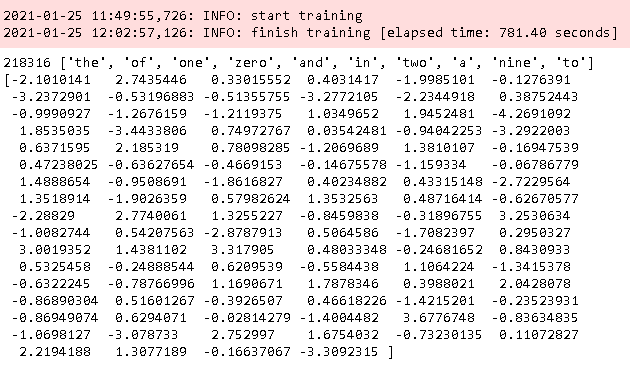 2021-01-25 11:49:55,726: INFO: start training
2021-01-25 12:02:57,126: INFO: finish training [elapsed time: 781.40 seconds]
218316 ['the', 'of', 'one', 'zero', 'and', 'in', 'two', 'a', 'nine', 'to']
[-2.1010141 2.7435446 0.33015552 0.4031417 -1.9985101 -0.1276391
-3.2372901 -0.53196883 -0.51355755 -3.2772105 -2.2344918 0.38752443
-0.9990927 -1.2676159 -1.2119375 1.0349652 1.9452481 -4.2691092
1.8535035 -3.4433806 0.74972767 0.03542481 -0.94042253 -3.2922003
0.6371595 2.185319 0.78098285 -1.2069689 1.3810107 -0.16947539
0.47238025 -0.63627654 -0.4669153 -0.14675578 -1.159334 -0.06786779
1.4888654 -0.9508691 -1.8616827 0.40234882 0.43315148 -2.7229564
1.3518914 -1.9026359 0.57982624 1.3532563 0.48716414 -0.62670577
-2.28829 2.7740061 1.3255227 -0.8459838 -0.31896755 3.2530634
-1.0082744 0.54207563 -2.8787913 0.5064586 -1.7082397 0.2950327
3.0019352 1.4381102 3.317905 0.48033348 -0.24681652 0.8430933
0.5325458 -0.24888544 0.6209539 -0.5584438 1.1064224 -1.3415378
-0.6322245 -0.78766996 1.1690671 1.7878346 0.3988021 2.0428078
-0.86890304 0.51601267 -0.3926507 0.46618226 -1.4215201 -0.23523931
-0.86949074 0.6294071 -0.02814279 -1.4004482 3.6776748 -0.83634835
-1.0698127 -3.078733 2.752997 1.6754032 -0.73230135 0.11072827
2.2194188 1.3077189 -0.16637067 -3.3092315 ]